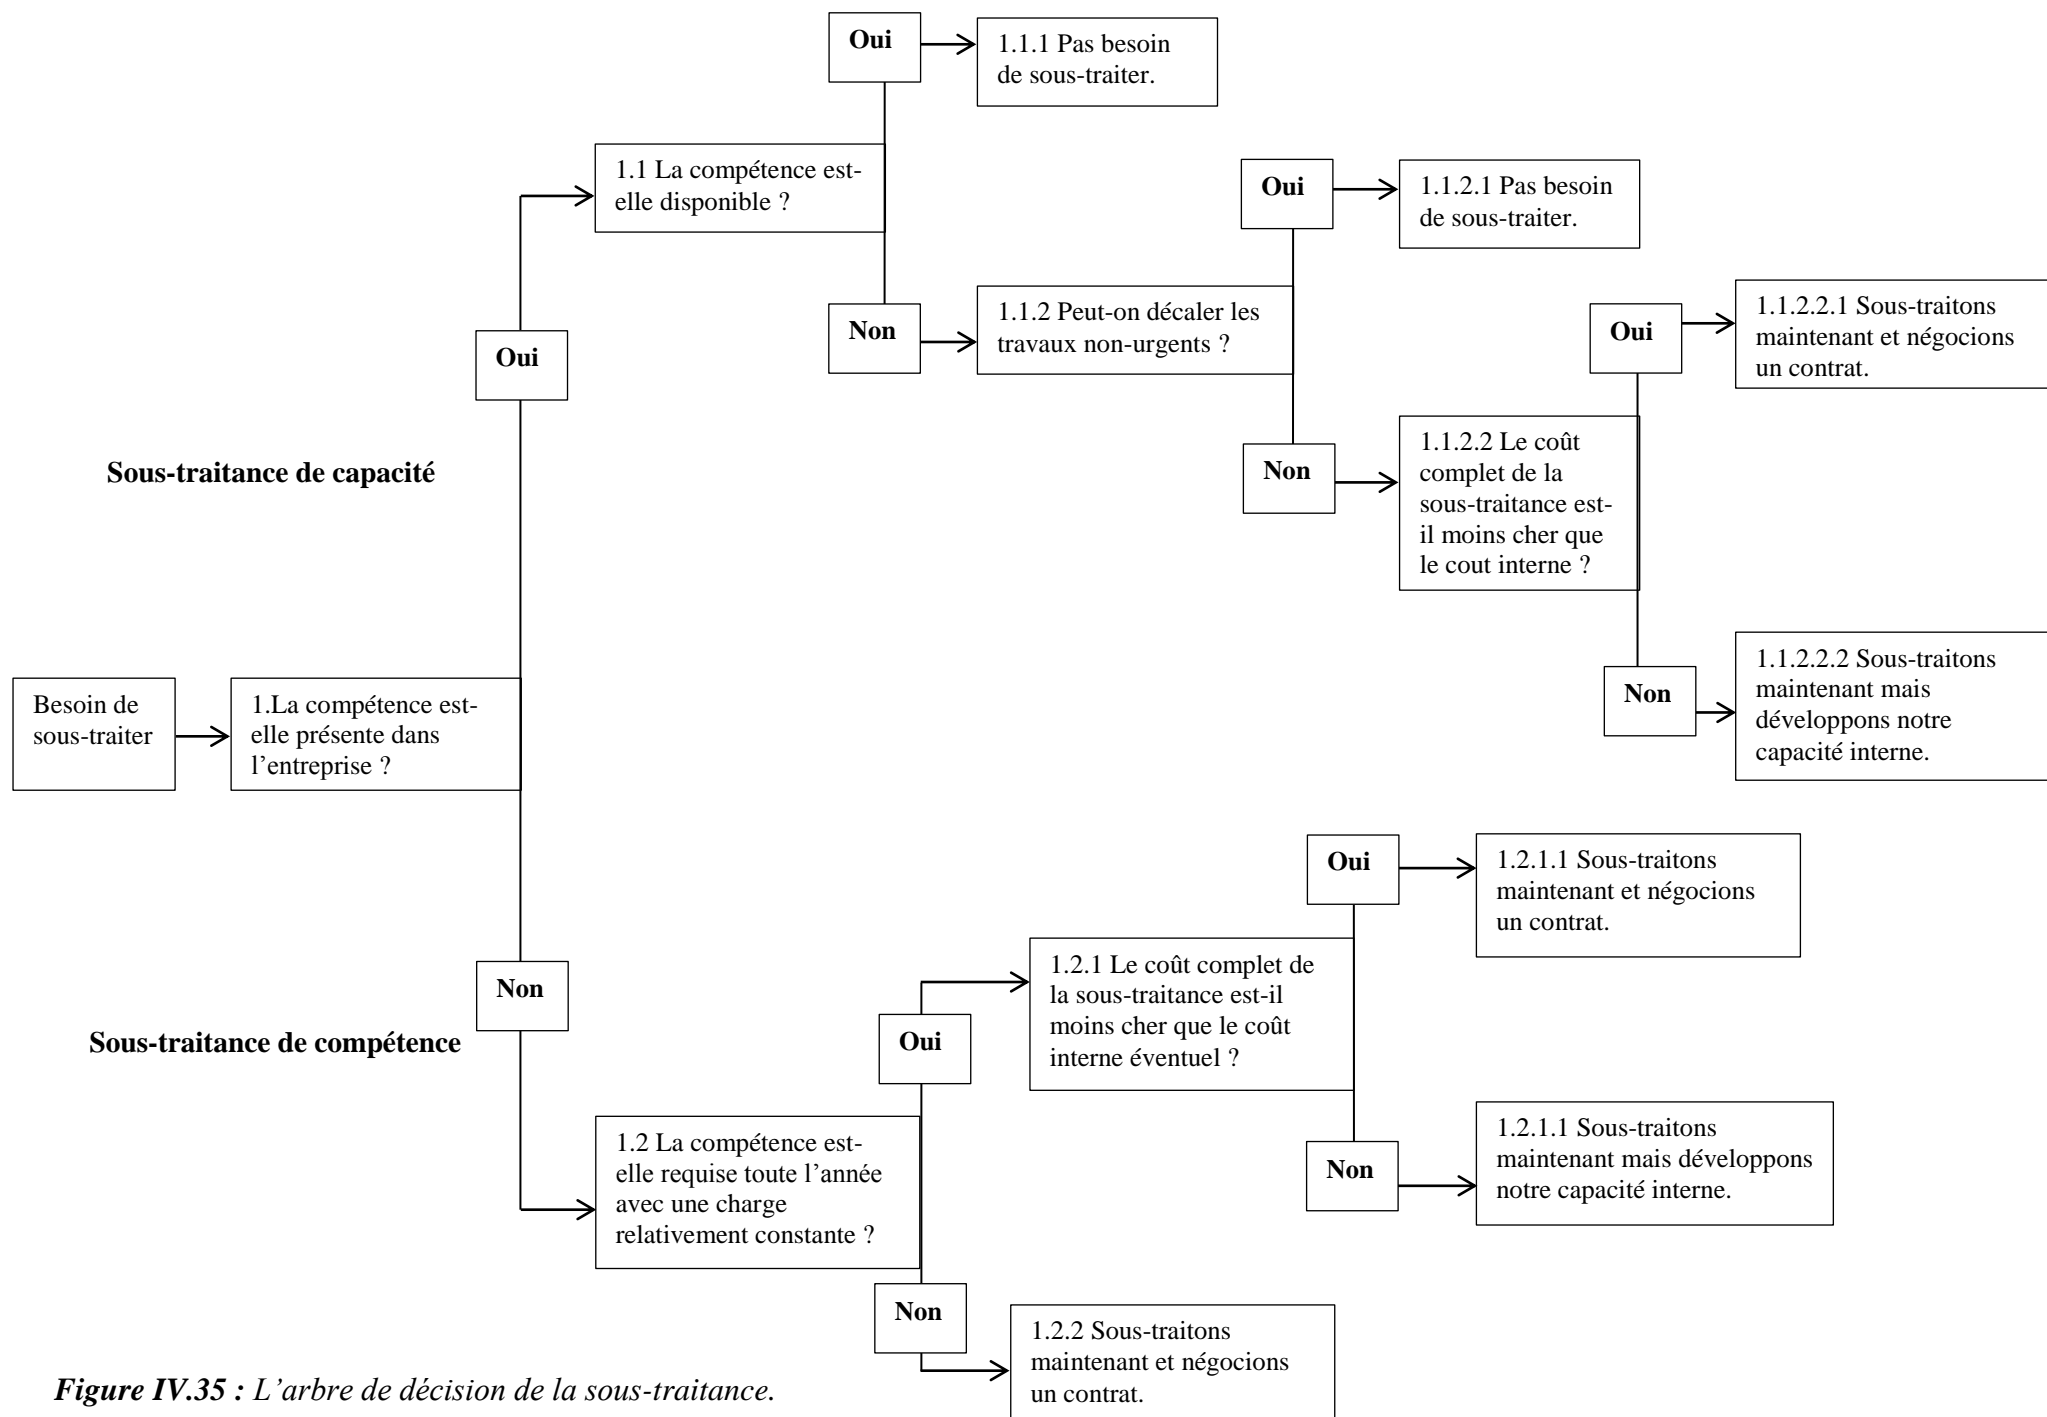 Oui
1.1.1 Pas besoin
de sous-traiter.
1.1 La compétence est-
elle disponible ?
Oui
1.1.2.1 Pas besoin
de sous-traiter.
Non
1.1.2 Peut-on décaler les
travaux non-urgents ?
Oui
1.1.2.2.1 Sous-traitons
maintenant et négocions
un contrat.
Oui
Sous-traitance de capacité
Non
1.1.2.2 Le coût
complet de la
sous-traitance est-
il moins cher que
le cout interne ?
Non
1.1.2.2.2 Sous-traitons
maintenant mais
développons notre
capacité interne.
Besoin de
sous-traiter
1.La compétence est-
elle présente dans
l’entreprise ?
Oui
1.2.1.1 Sous-traitons
maintenant et négocions
un contrat.
Non
1.2.1 Le coût complet de
la sous-traitance est-il
moins cher que le coût
interne éventuel ?
Sous-traitance de compétence
Oui
1.2 La compétence est-
elle requise toute l’année
avec une charge
relativement constante ?
Non
1.2.1.1 Sous-traitons
maintenant mais développons
notre capacité interne.
Non
1.2.2 Sous-traitons
maintenant et négocions
un contrat.
Figure IV.35 : L’arbre de décision de la sous-traitance.